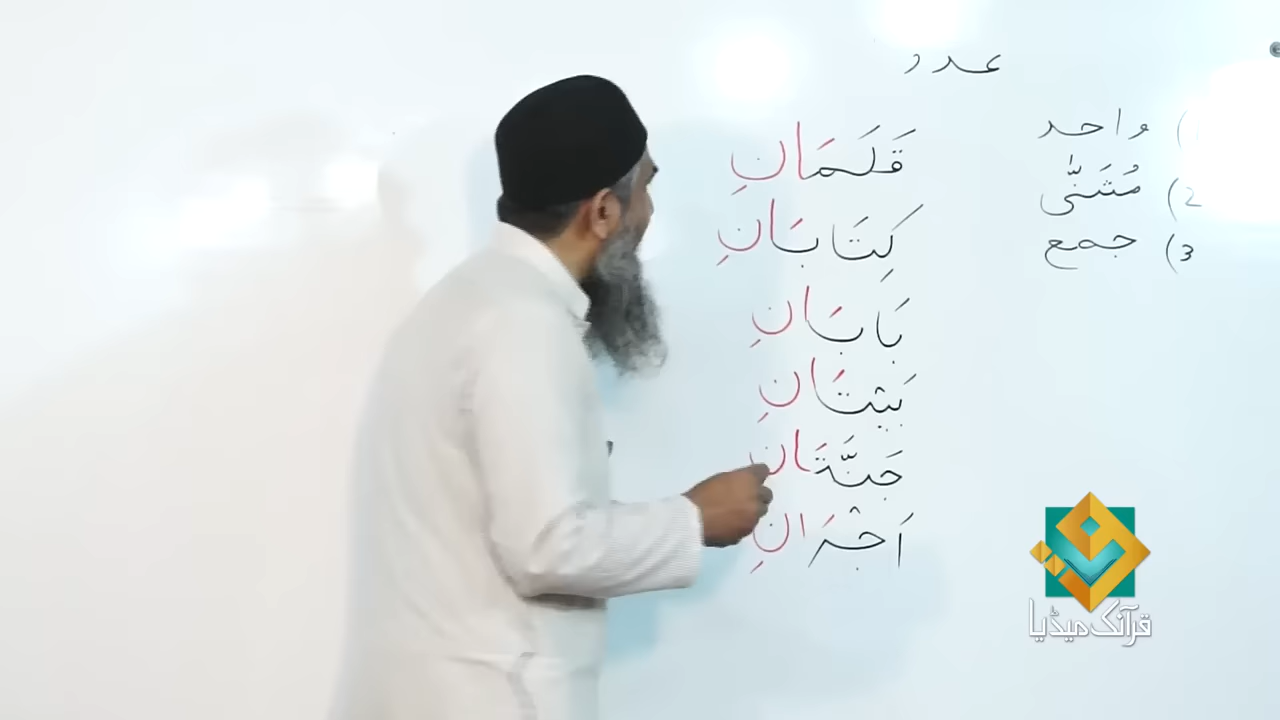 عدد
1) واحد
2) مُثَنّٰی
3) جمع
قَلَمَانِ
كِتَابَانِ
بَابَانِ
بَيْتَانِ
جَنَّتَانِ
اَجْرَانِ
قرآنک میڈیا